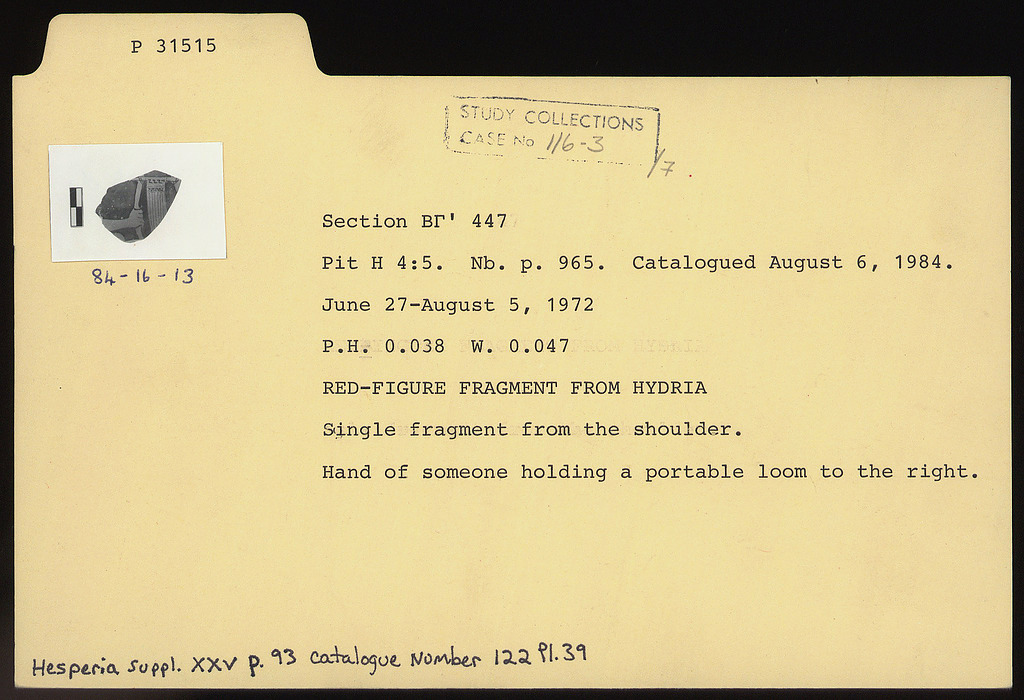 P 31515
STUDY COLLECTIONS
CASE No 116-3
/7
84-16-13
Section ΒΓ' 447
Pit H 4:5. Nb. p. 965. Catalogued August 6, 1984.
June 27-August 5, 1972
P.H. 0.038 W. 0.047
RED-FIGURE FRAGMENT FROM HYDRIA
Single fragment from the shoulder.
Hand of someone holding a portable loom to the right.
Hesperia Suppl. XXV p. 93 Catalogue Number 122 Pl. 39